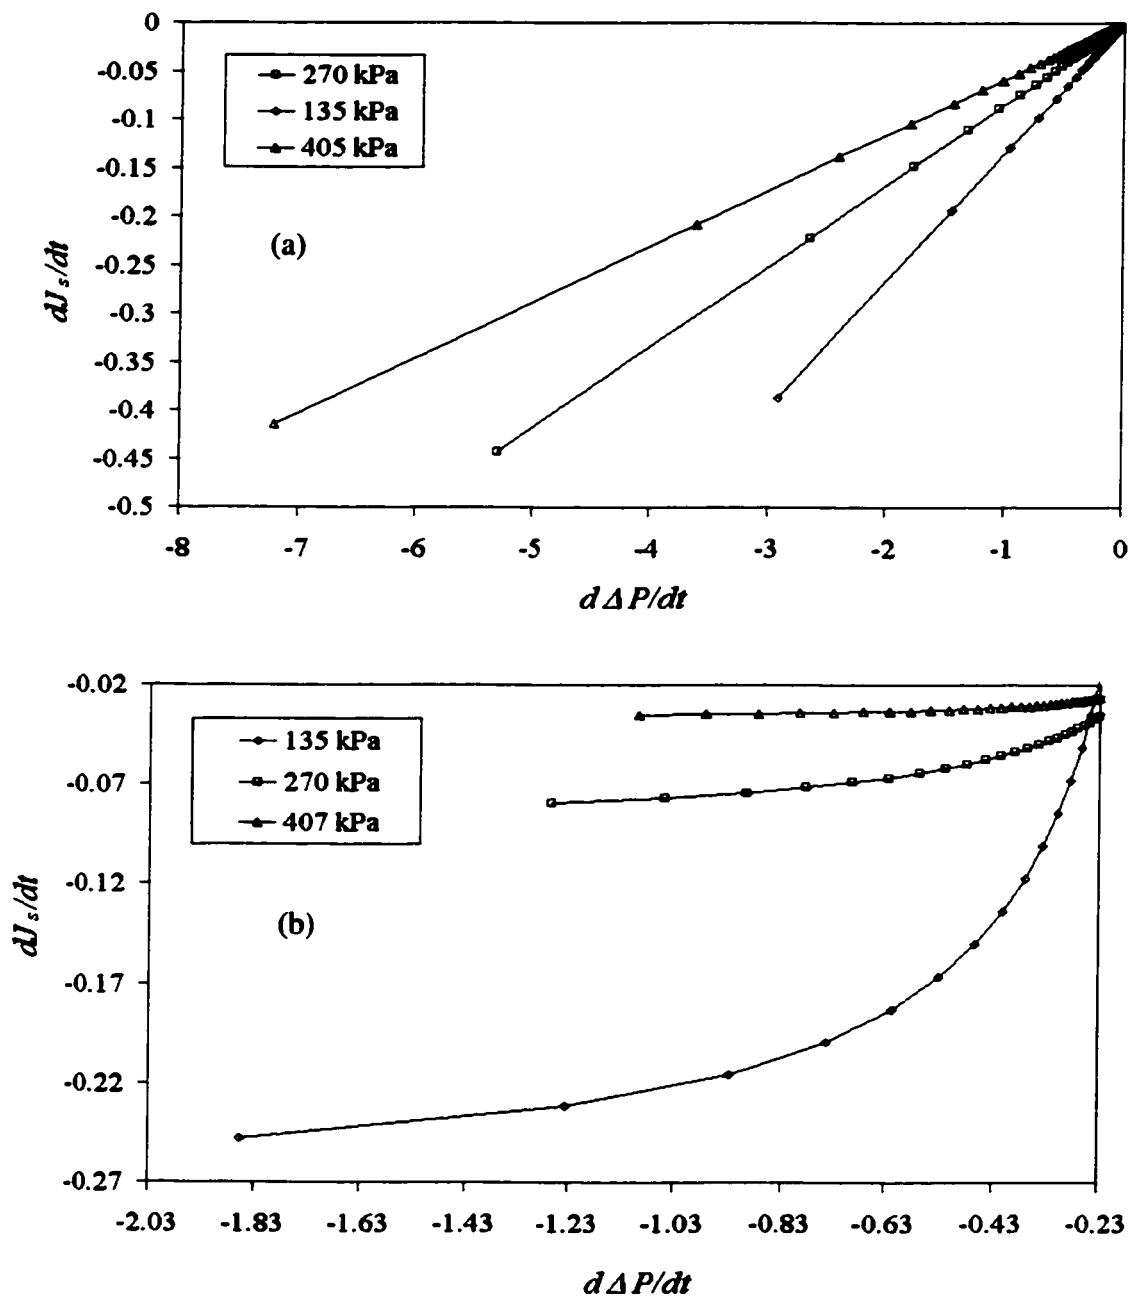 0
-0.05
-0.1
-0.15
-0.2
-0.25
-0.3
-0.35
-0.4
-0.45
-0.5
dJ s/dt
270 kPa
135 kPa
405 kPa
(a)
-8 -7 -6 -5 -4 -3 -2 -1 0
d Δ P/dt
-0.02
-0.07
-0.12
-0.17
-0.22
-0.27
dJ s/dt
135 kPa
270 kPa
407 kPa
(b)
-2.03 -1.83 -1.63 -1.43 -1.23 -1.03 -0.83 -0.63 -0.43 -0.23
d Δ P/dt